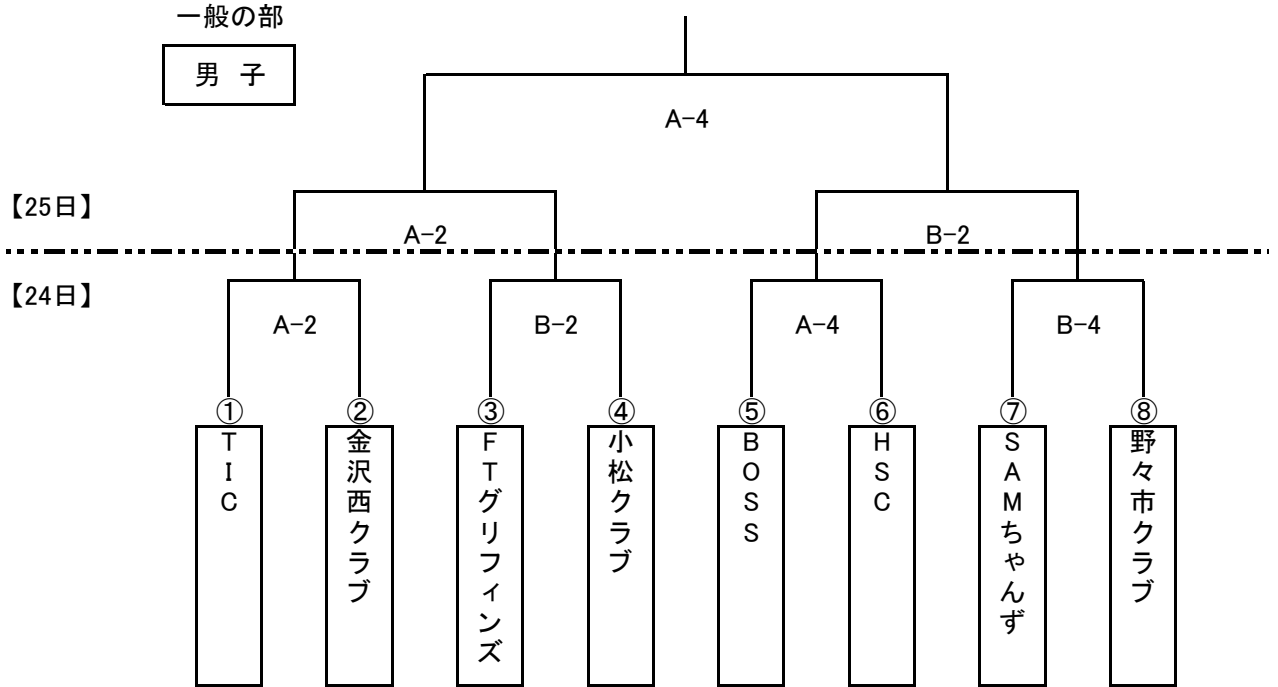 一般の部
男 子
A-4
【25日】
A-2
B-2
【24日】
A-2
B-2
A-4
B-4
①
②
③
④
⑤
⑥
⑦
⑧
TIC
金沢西クラブ
FTグリフィンズ
小松クラブ
BOSS
HSC
SAMちゃんず
野々市クラブ